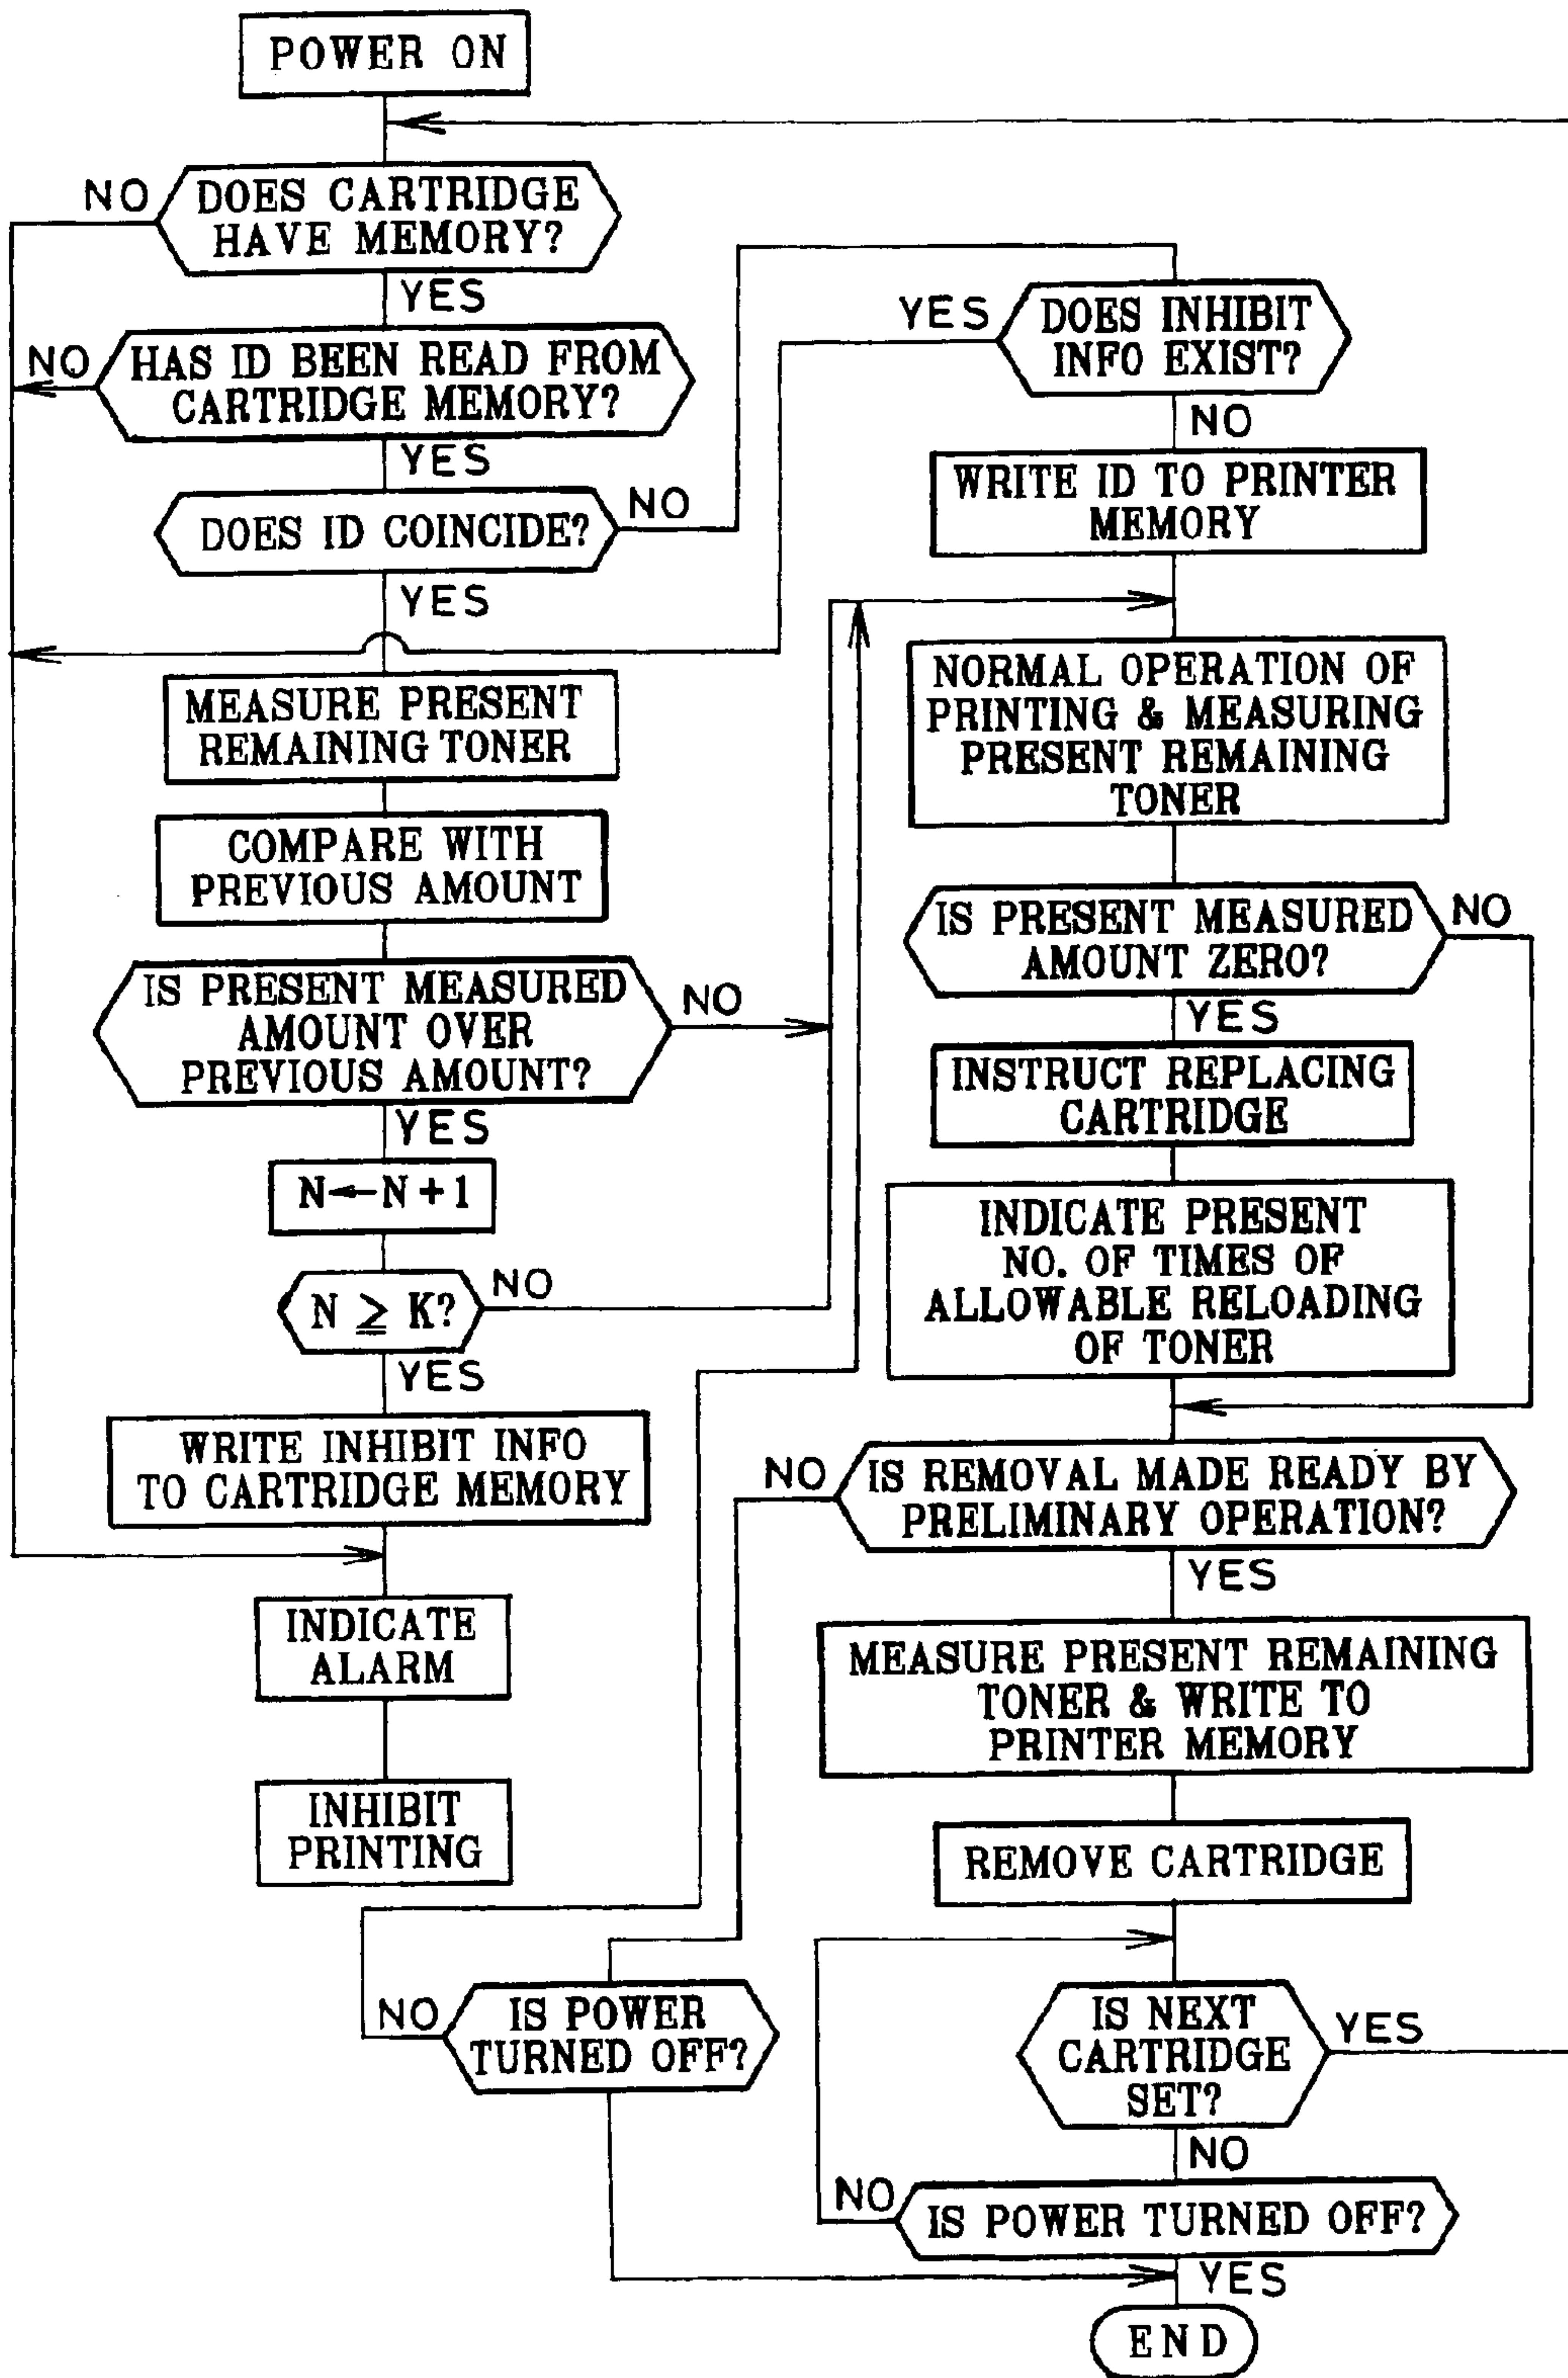 POWER ON
NO
DOES CARTRIDGE
HAVE MEMORY?
YES
NO
HAS ID BEEN READ FROM
CARTRIDGE MEMORY?
YES
DOES ID COINCIDE?
NO
YES
MEASURE PRESENT
REMAINING TONER
COMPARE WITH
PREVIOUS AMOUNT
IS PRESENT MEASURED
AMOUNT OVER
PREVIOUS AMOUNT?
NO
YES
N←N+1
N ≧ K?
NO
YES
WRITE INHIBIT INFO
TO CARTRIDGE MEMORY
INDICATE
ALARM
INHIBIT
PRINTING
YES
DOES INHIBIT
INFO EXIST?
NO
WRITE ID TO PRINTER
MEMORY
NORMAL OPERATION OF
PRINTING & MEASURING
PRESENT REMAINING
TONER
IS PRESENT MEASURED
AMOUNT ZERO?
NO
YES
INSTRUCT REPLACING
CARTRIDGE
INDICATE PRESENT
NO. OF TIMES OF
ALLOWABLE RELOADING
OF TONER
NO
IS REMOVAL MADE READY BY
PRELIMINARY OPERATION?
YES
MEASURE PRESENT REMAINING
TONER & WRITE TO
PRINTER MEMORY
REMOVE CARTRIDGE
NO
IS POWER
TURNED OFF?
IS NEXT
CARTRIDGE
SET?
YES
NO
NO
IS POWER TURNED OFF?
YES
END